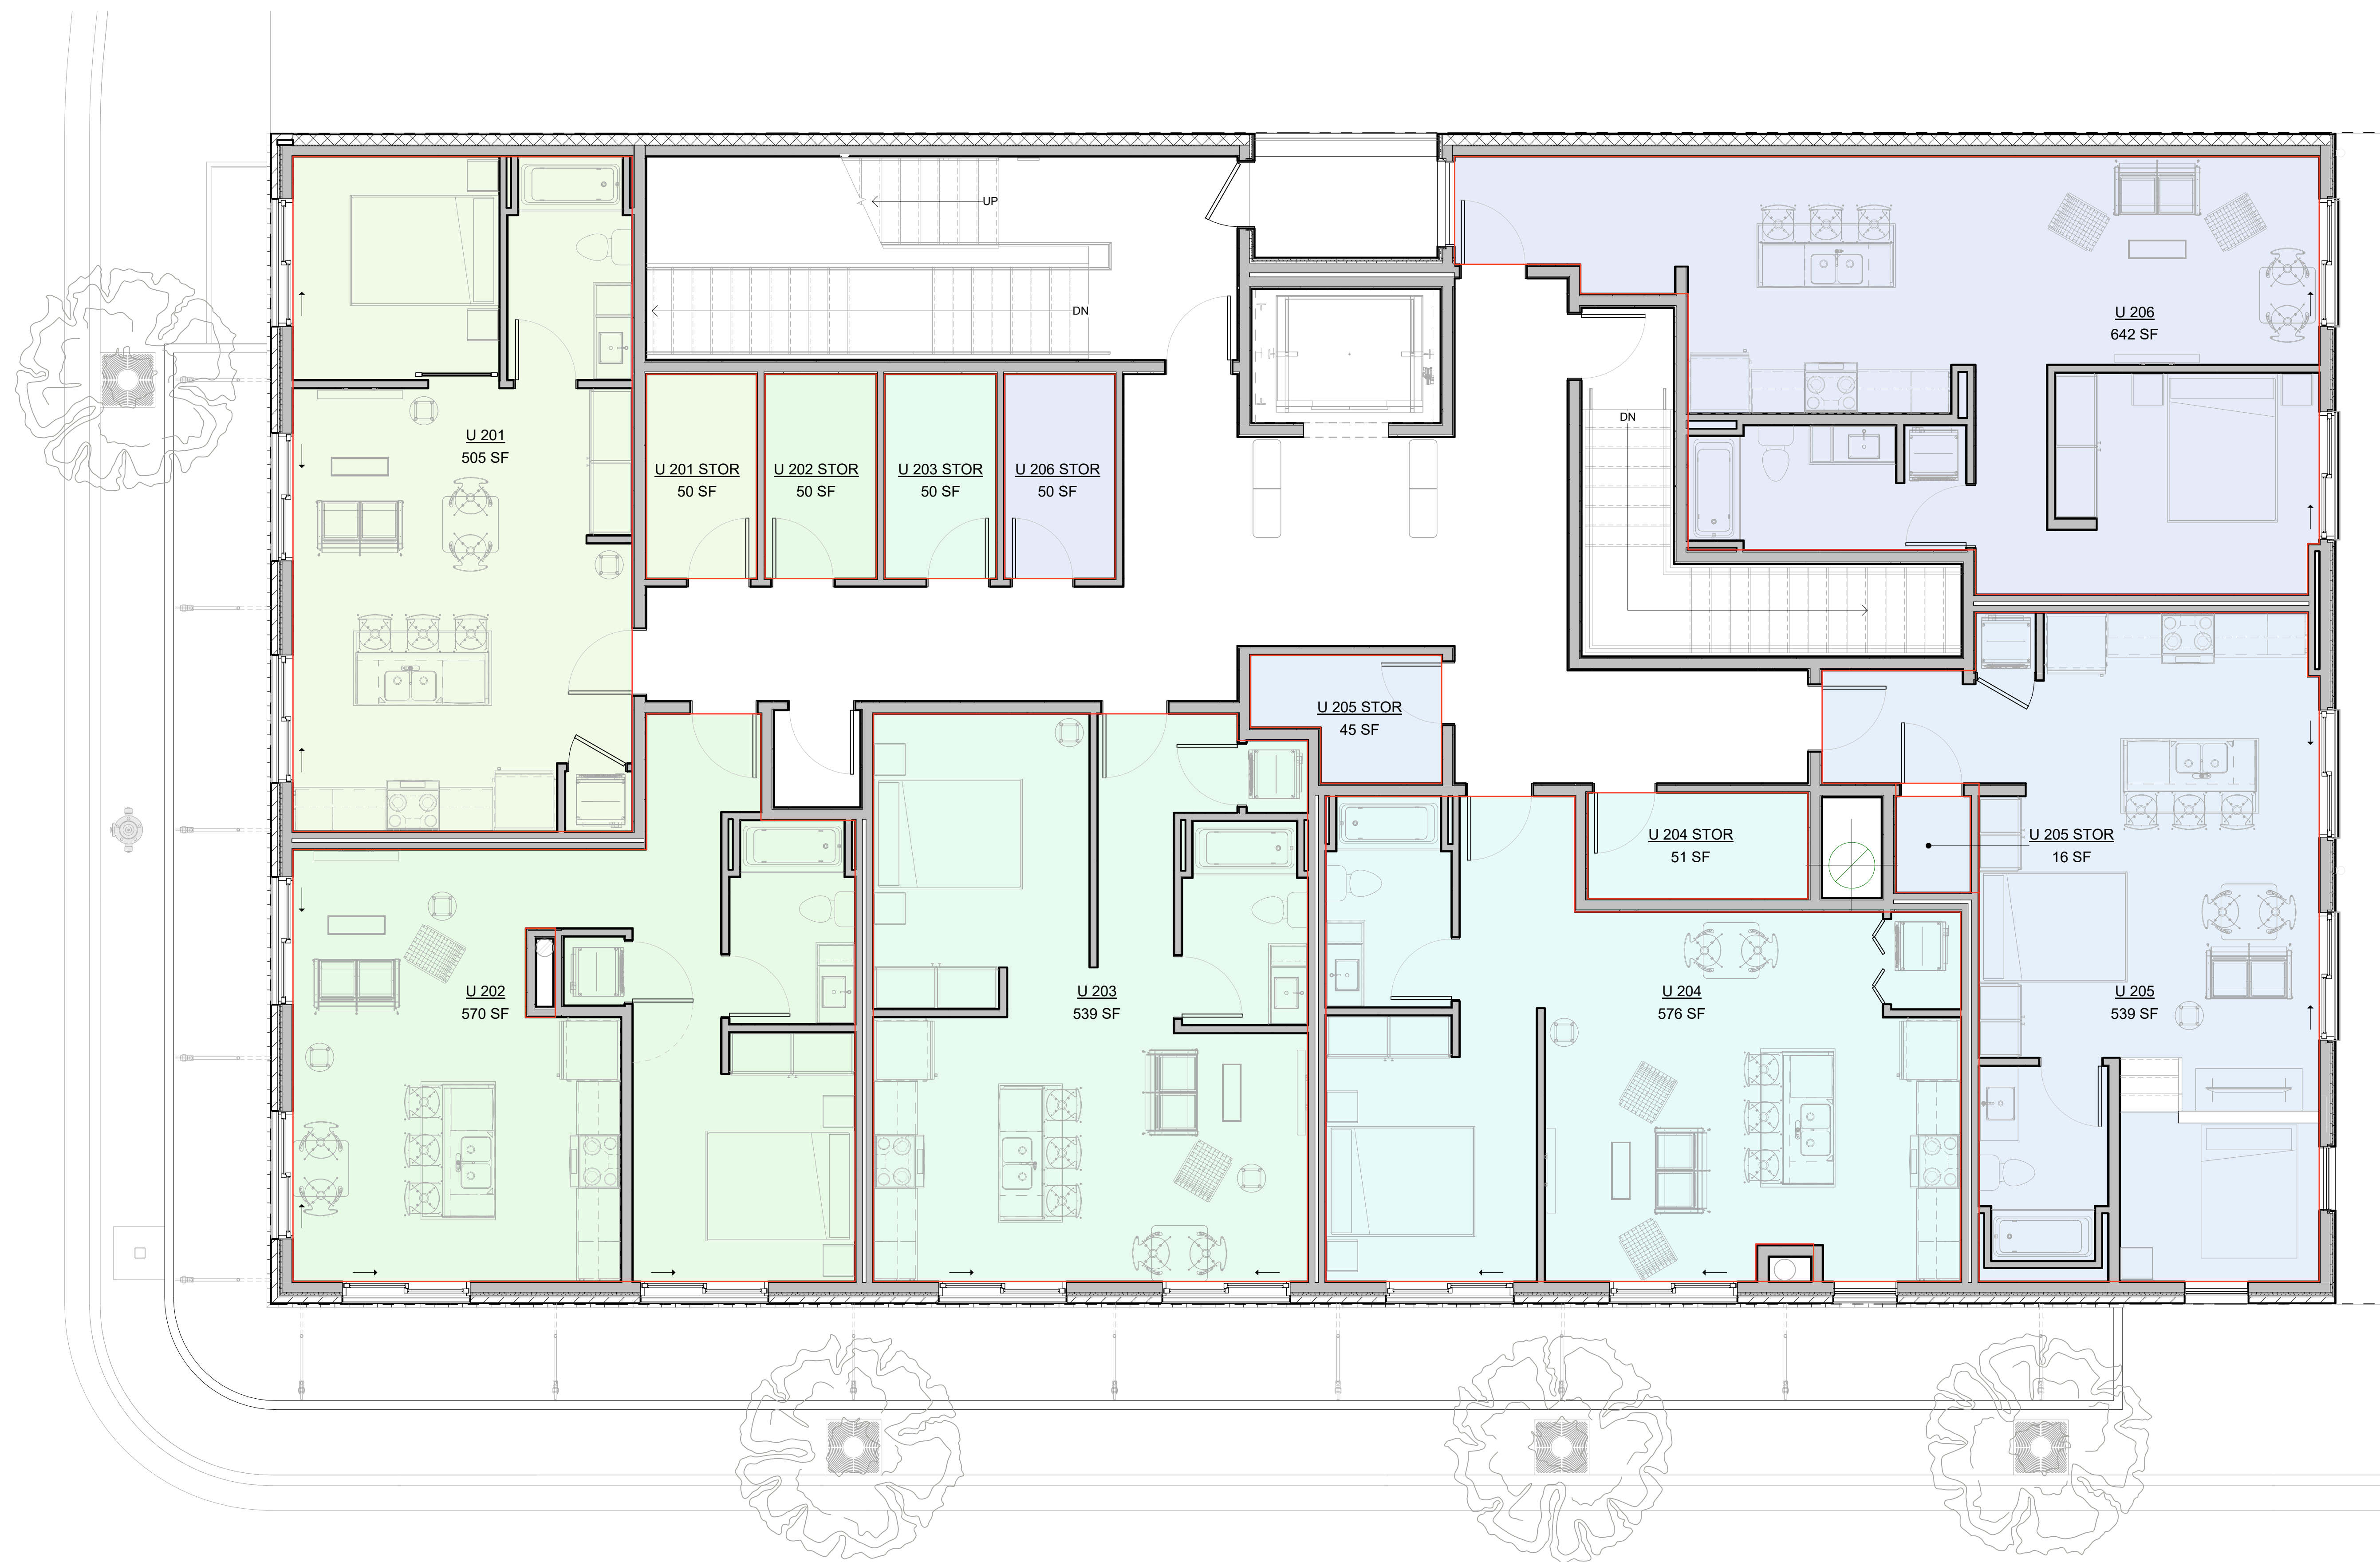 UP
DN
U 206
642 SF
DN
U 201
505 SF
U 201 STOR
50 SF
U 202 STOR
50 SF
U 203 STOR
50 SF
U 206 STOR
50 SF
U 205 STOR
45 SF
U 204 STOR
51 SF
U 205 STOR
16 SF
U 202
570 SF
U 203
539 SF
U 204
576 SF
U 205
539 SF